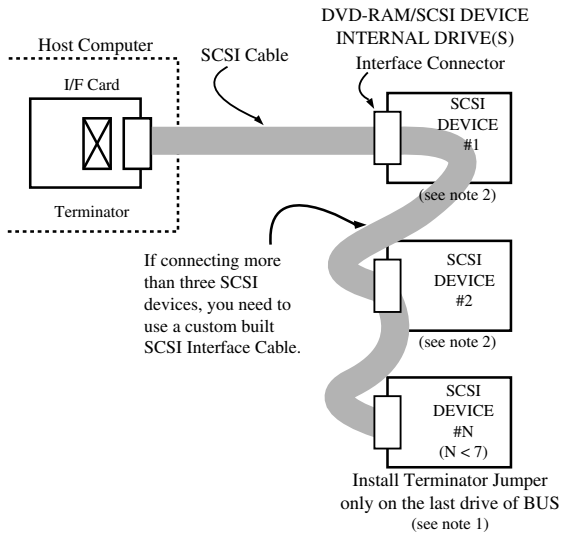 DVD-RAM/SCSI DEVICE
INTERNAL DRIVE(S)
Host Computer
SCSI Cable
Interface Connector
I/F Card
SCSI
DEVICE
#1
Terminator
(see note 2)
If connecting more
than three SCSI
devices, you need to
use a custom built
SCSI Interface Cable.
SCSI
DEVICE
#2
(see note 2)
SCSI
DEVICE
#N
(N < 7)
Install Terminator Jumper
only on the last drive of BUS
(see note 1)